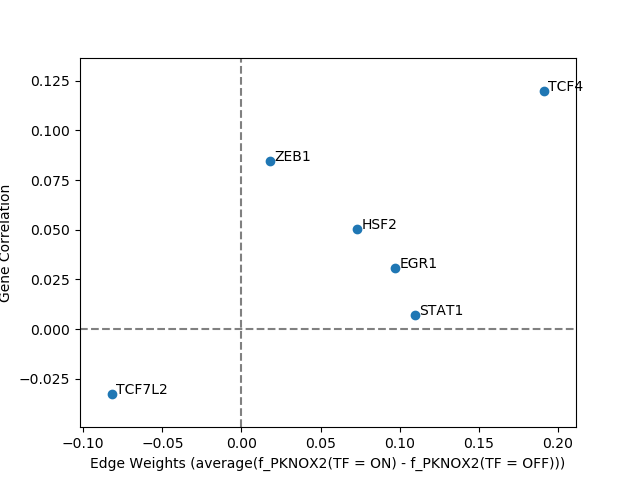 0.125
0.100
0.075
0.050
0.025
0.000
−0.025
Gene Correlation
TCF4
ZEB1
HSF2
EGR1
STAT1
TCF7L2
−0.10
−0.05
0.00
0.05
0.10
0.15
0.20
Edge Weights (average(f_PKNOX2(TF = ON) - f_PKNOX2(TF = OFF)))